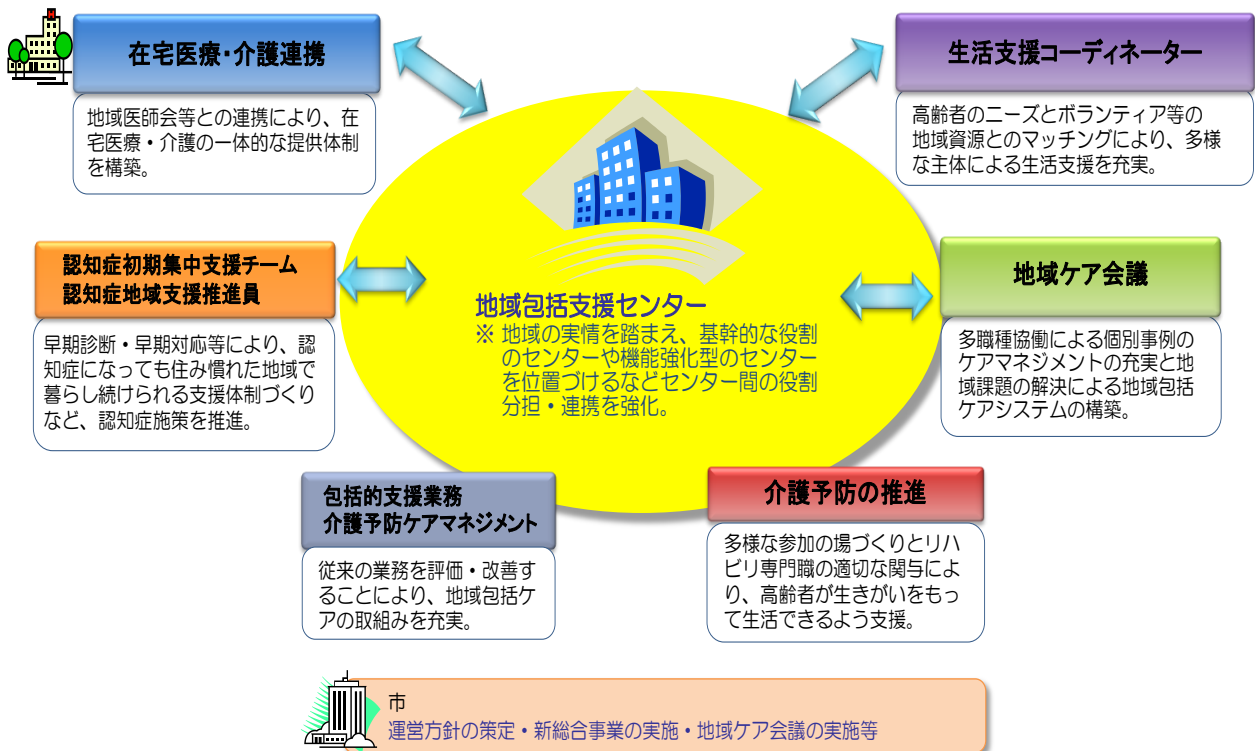 在宅医療・介護連携
地域医師会等との連携により、在
宅医療・介護の一体的な提供体制
を構築。
生活支援コーディネーター
高齢者のニーズとボランティア等の
地域資源とのマッチングにより、多様
な主体による生活支援を充実。
認知症初期集中支援チーム
認知症地域支援推進員
早期診断・早期対応等により、認
知症になっても住み慣れた地域で
暮らし続けられる支援体制づくり
など、認知症施策を推進。
地域包括支援センター
※ 地域の実情を踏まえ、基幹的な役割
のセンターや機能強化型のセンター
を位置づけるなどセンター間の役割
分担・連携を強化。
地域ケア会議
多職種協働による個別事例の
ケアマネジメントの充実と地
域課題の解決による地域包括
ケアシステムの構築。
包括的支援業務
介護予防ケアマネジメント
従来の業務を評価・改善す
ることにより、地域包括ケ
アの取組みを充実。
介護予防の推進
多様な参加の場づくりとリハ
ビリ専門職の適切な関与によ
り、高齢者が生きがいをもっ
て生活できるよう支援。
市
運営方針の策定・新総合事業の実施・地域ケア会議の実施等